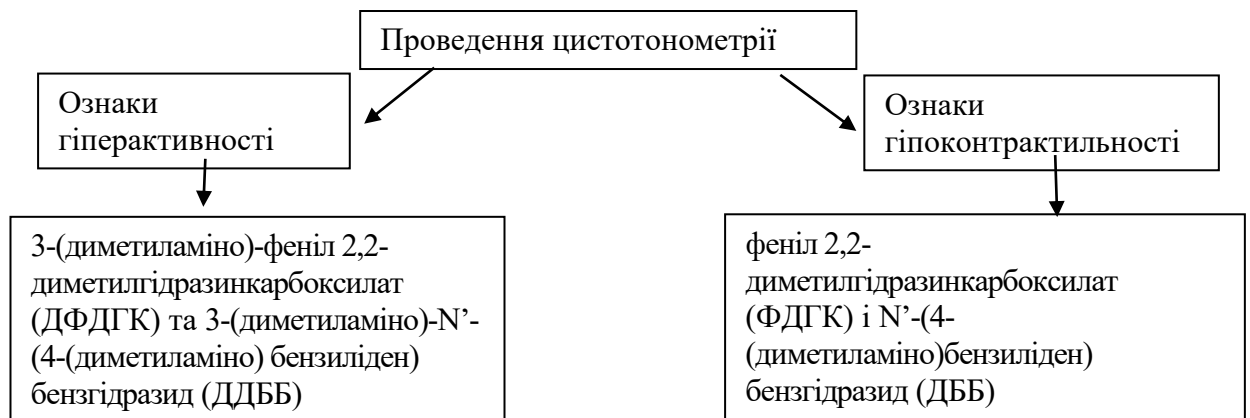 Проведення цистотонометрії
Ознаки
гіперактивності
Ознаки
гіпоконтрактильності
3-(диметиламіно)-феніл 2,2-
диметилгідразинкарбоксилат
(ДФДГК) та 3-(диметиламіно)-N’-
(4-(диметиламіно) бензиліден)
бензгідразид (ДДББ)
феніл 2,2-
диметилгідразинкарбоксилат
(ФДГК) і N’-(4-
(диметиламіно)бензиліден)
бензгідразид (ДББ)